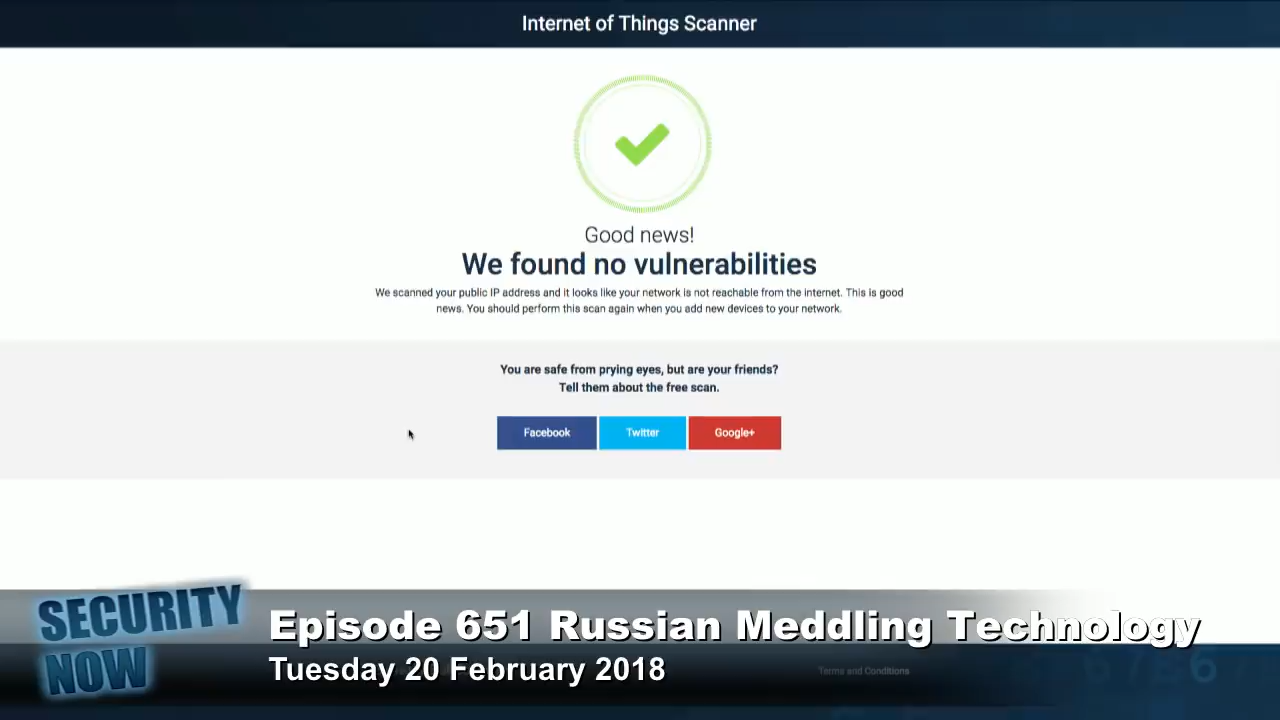 Internet of Things Scanner
Good news!
We found no vulnerabilities
We scanned your public IP address and it looks like your network is not reachable from the internet. This is good
news. You should perform this scan again when you add new devices to your network.
You are safe from prying eyes, but are your friends?
Tell them about the free scan.
Facebook
Twitter
Google+
SECURITY
NOW
Episode 651 Russian Meddling Technology
Tuesday 20 February 2018
Terms and Conditions